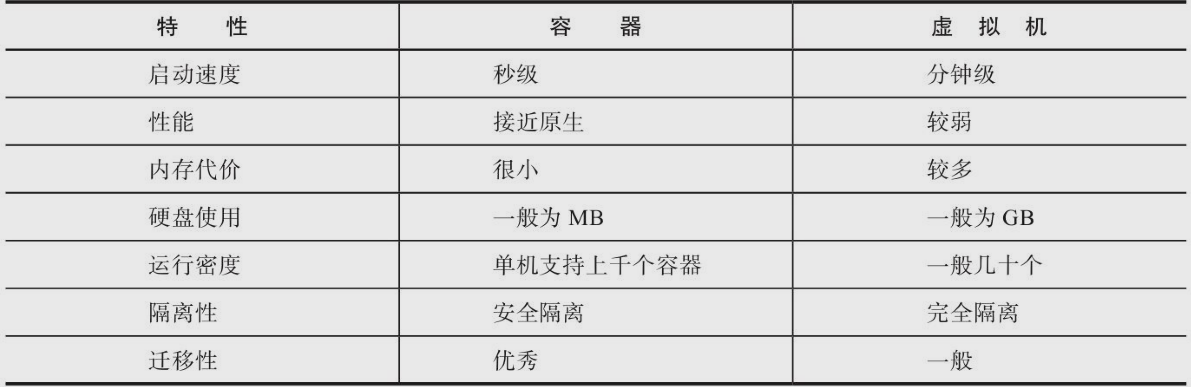 特 性 容 器 虚 拟 机
启动速度 秒级 分钟级
性能 接近原生 较弱
内存代价 很小 较多
硬盘使用 一般为 MB 一般为 GB
运行密度 单机支持上千个容器 一般几十个
隔离性 安全隔离 完全隔离
迁移性 优秀 一般